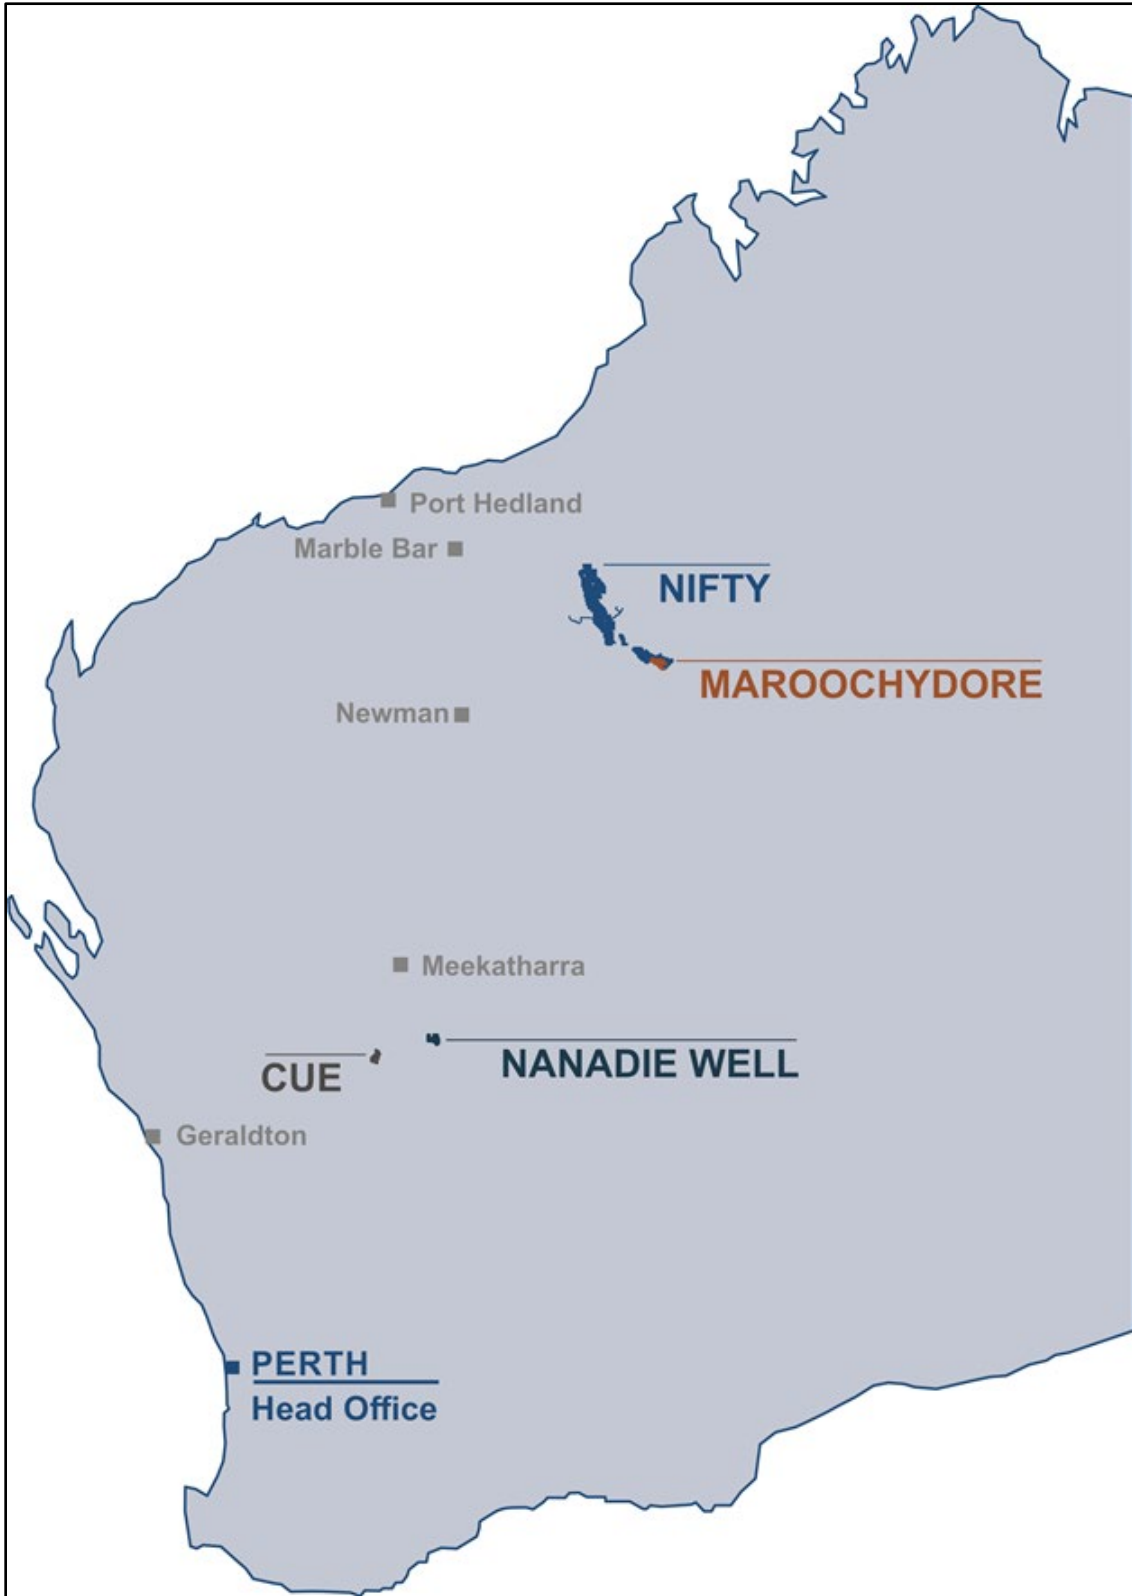 Port Hedland
Marble Bar
NIFTY
MAROOCHYDORE
Newman
Meekatharra
CUE
NANADIE WELL
Geraldton
PERTH
Head Office